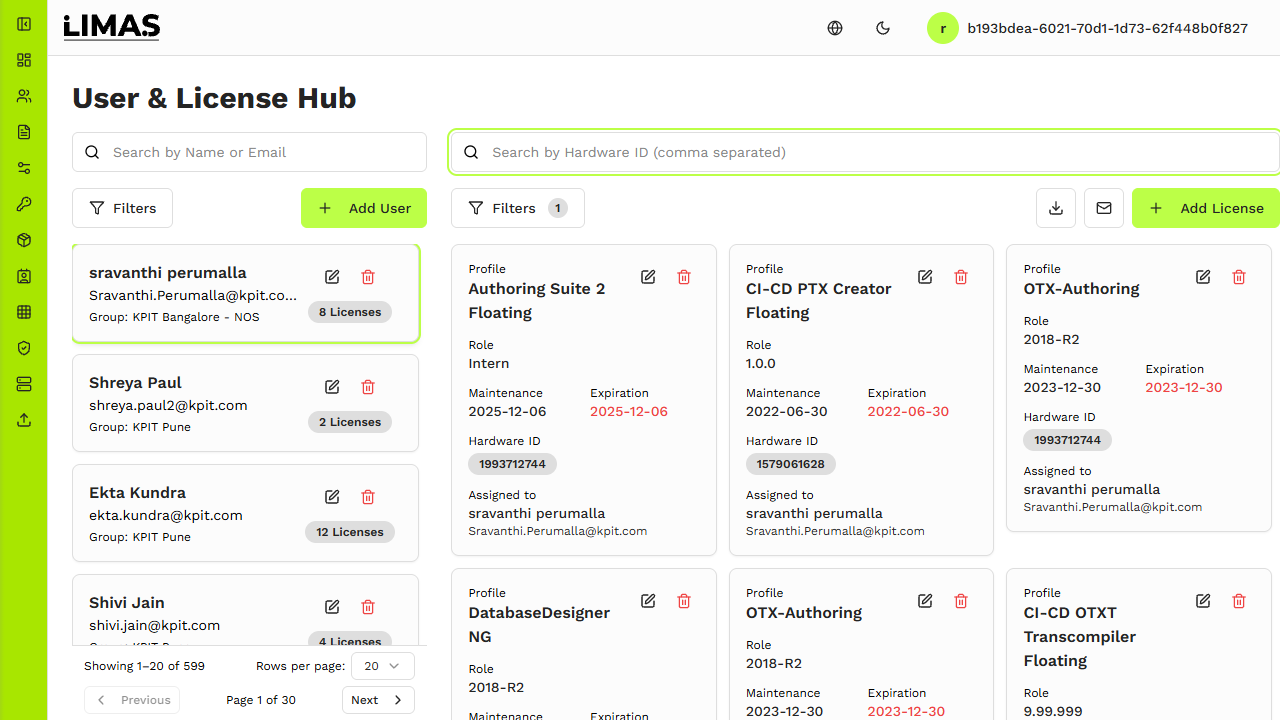 LIMAS
r
b193bdea-6021-70d1-1d73-62f448b0f827
User & License Hub
Search by Name or Email
Search by Hardware ID (comma separated)
Filters
Add User
Filters
1
Add License
sravanthi perumalla
Sravanthi.Perumalla@kpit.co...
Group: KPIT Bangalore - NOS
8 Licenses
Shreya Paul
shreya.paul2@kpit.com
Group: KPIT Pune
2 Licenses
Ekta Kundra
ekta.kundra@kpit.com
Group: KPIT Pune
12 Licenses
Shivi Jain
shivi.jain@kpit.com
4 Licenses
Showing 1–20 of 599
Rows per page:
20
Previous
Page 1 of 30
Next
Profile
Authoring Suite 2
Floating
Role
Intern
Maintenance
Expiration
2025-12-06
2025-12-06
Hardware ID
1993712744
Assigned to
sravanthi perumalla
Sravanthi.Perumalla@kpit.com
Profile
CI-CD PTX Creator
Floating
Role
1.0.0
Maintenance
Expiration
2022-06-30
2022-06-30
Hardware ID
1579061628
Assigned to
sravanthi perumalla
Sravanthi.Perumalla@kpit.com
Profile
OTX-Authoring
Role
2018-R2
Maintenance
Expiration
2023-12-30
2023-12-30
Hardware ID
1993712744
Assigned to
sravanthi perumalla
Sravanthi.Perumalla@kpit.com
Profile
DatabaseDesigner
NG
Role
2018-R2
Maintenance
Expiration
Profile
OTX-Authoring
Role
2018-R2
Maintenance
Expiration
2023-12-30
2023-12-30
Profile
CI-CD OTXT
Transcompiler
Floating
Role
9.99.999